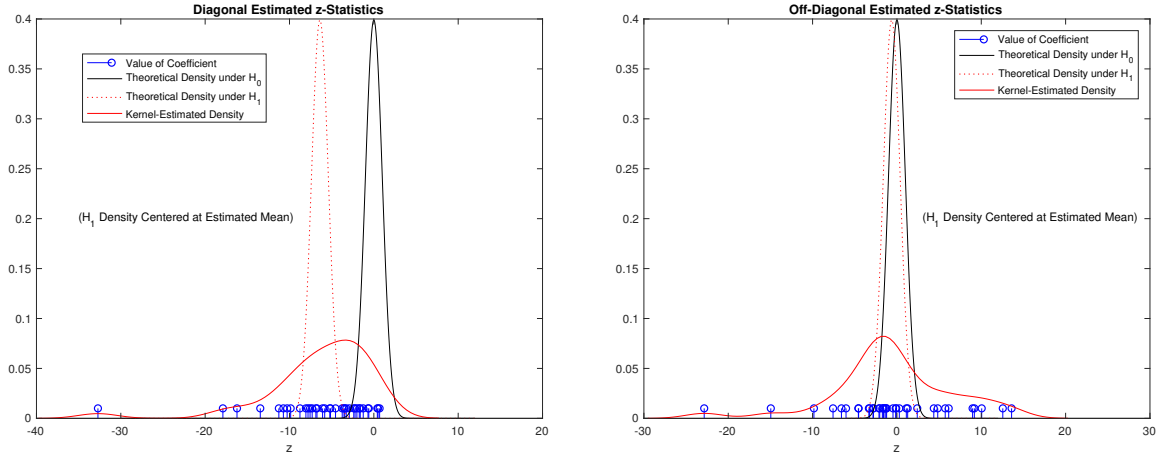 Diagonal Estimated z-Statistics
0.4
0.35
0.3
0.25
0.2
0.15
0.1
0.05
0
Value of Coefficient
Theoretical Density under H0
Theoretical Density under H1
Kernel-Estimated Density
(H1 Density Centered at Estimated Mean)
-40 -30 -20 -10 0 10 20
z
Off-Diagonal Estimated z-Statistics
0.4
0.35
0.3
0.25
0.2
0.15
0.1
0.05
0
Value of Coefficient
Theoretical Density under H0
Theoretical Density under H1
Kernel-Estimated Density
(H1 Density Centered at Estimated Mean)
-30 -20 -10 0 10 20 30
z